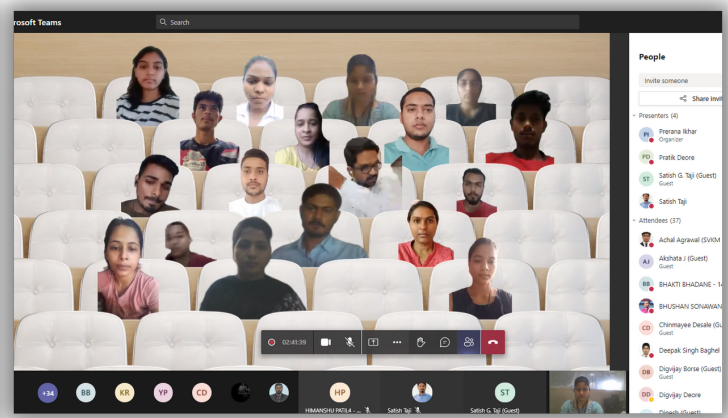 rosoft Teams
Search
People
Invite someone
Share invi
Presenters (4)
PI
Prerana Ikhar
Organizer
PD
Pratik Deore
ST
Satish G. Taji (Guest)
Guest
Satish Taji
Attendees (37)
Achal Agrawal (SVKM
AJ
Akshata J (Guest)
Guest
BB
BHAKTI BHADANE - 14
BHUSHAN SONAWAN
CD
Chinmayee Desale (Gu
Guest
Deepak Singh Baghel
DB
Digvijay Borse (Guest)
Guest
DD
Digvijay Deore
Dinesh (Guest)
02:41:39
+34
BB
KR
YP
CD
HP
HIMANSHU PATIL4 - ...
Satish Taji
ST
Satish G. Taji (Guest)